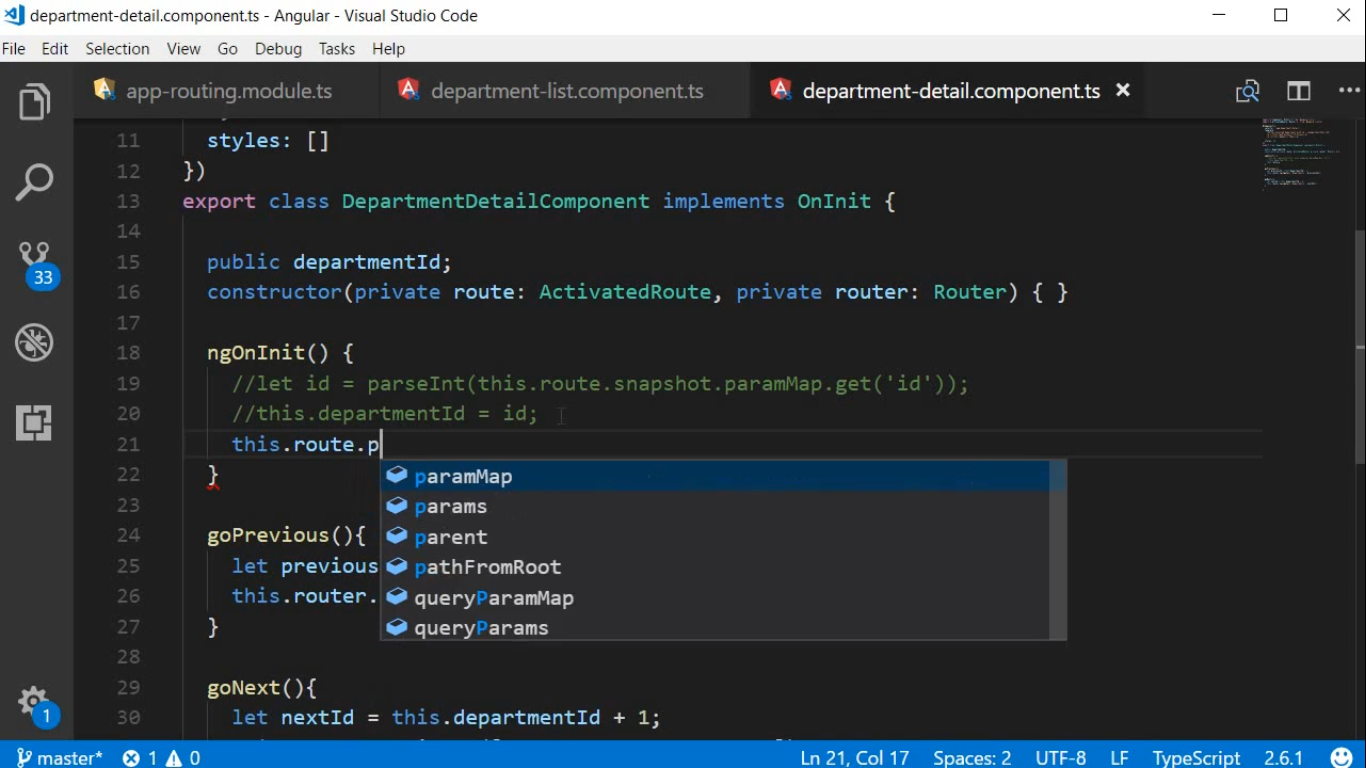 department-detail.component.ts - Angular - Visual Studio Code
File Edit Selection View Go Debug Tasks Help
app-routing.module.ts department-list.component.ts department-detail.component.ts
11 styles: []
12 })
13 export class DepartmentDetailComponent implements OnInit {
14
15 public departmentId;
16 constructor(private route: ActivatedRoute, private router: Router) { }
17
18 ngOnInit() {
19 //let id = parseInt(this.route.snapshot.paramMap.get('id'));
20 //this.departmentId = id;
21 this.route.p
22 }
paramMap
23
params
24 goPrevious(){
parent
25 let previous
pathFromRoot
26 this.router.
queryParamMap
27 }
queryParams
28
29 goNext(){
30 let nextId = this.departmentId + 1;
33
1
master* 1 0 Ln 21, Col 17 Spaces: 2 UTF-8 LF TypeScript 2.6.1